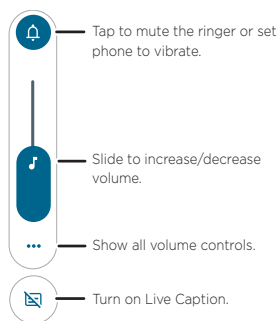 Tap to mute the ringer or set
phone to vibrate.
Slide to increase/decrease
volume.
Show all volume controls.
Turn on Live Caption.